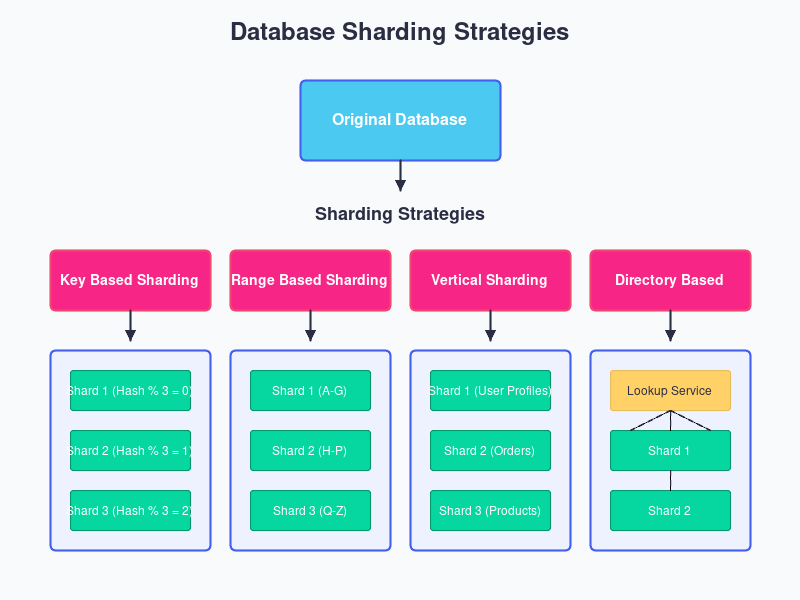 Database Sharding Strategies
Original Database
Sharding Strategies
Key Based Sharding
Range Based Sharding
Vertical Sharding
Directory Based
Shard 1 (Hash % 3 = 0)
Shard 2 (Hash % 3 = 1)
Shard 3 (Hash % 3 = 2)
Shard 1 (A-G)
Shard 2 (H-P)
Shard 3 (Q-Z)
Shard 1 (User Profiles)
Shard 2 (Orders)
Shard 3 (Products)
Lookup Service
Shard 1
Shard 2